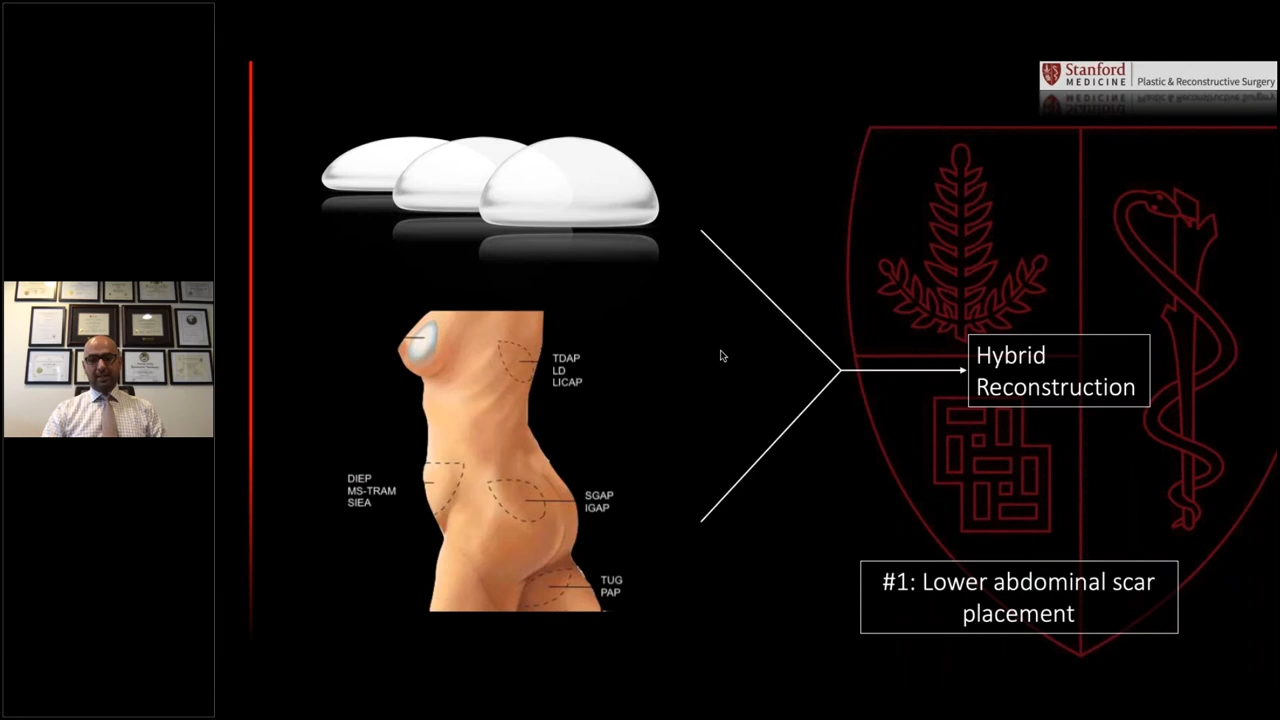 Stanford
MEDICINE
Plastic & Reconstructive Surgery
TDAP
LD
LICAP
Hybrid
Reconstruction
DIEP
MS-TRAM
SIEA
SGAP
IGAP
TUG
PAP
#1: Lower abdominal scar
placement